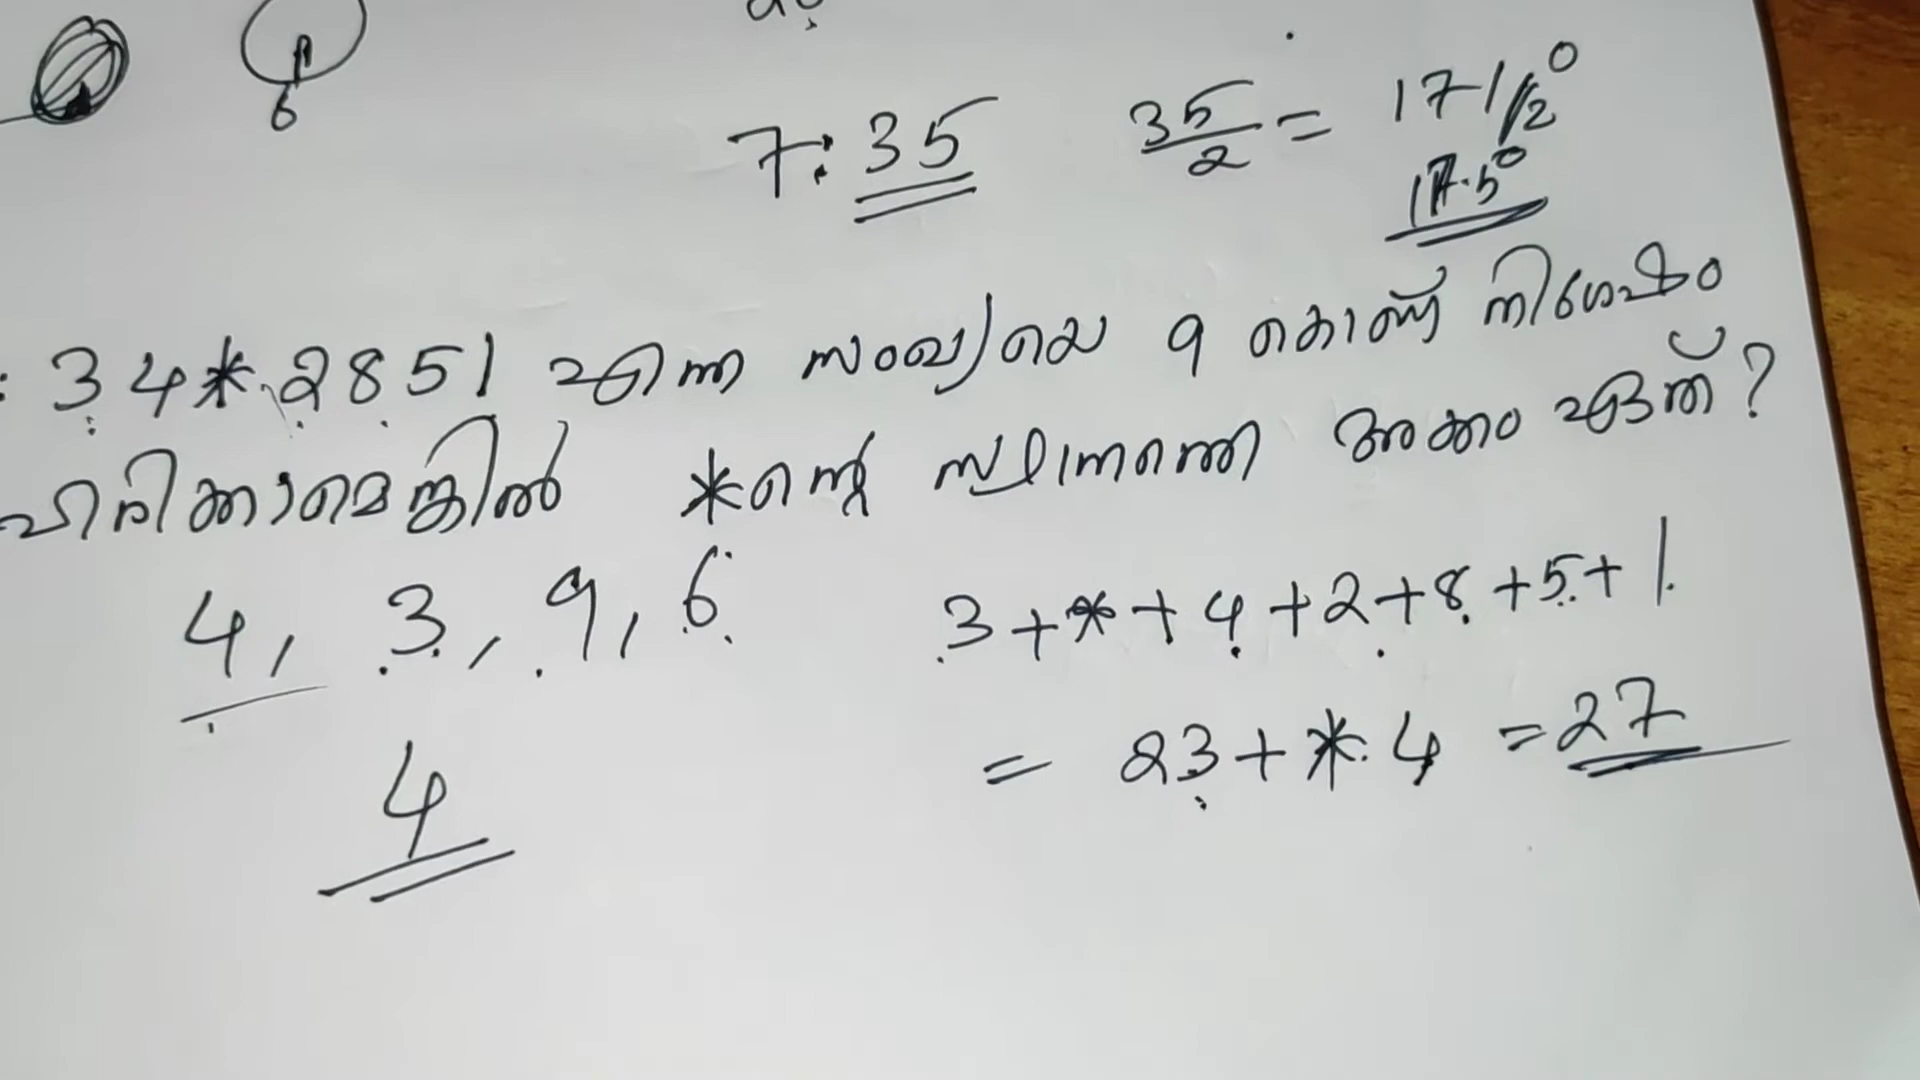 6
7:35 35/2 = 17 1/2°
17.5°
: 34*2851 എന്ന സംഖ്യയെ 9 കൊണ്ട് നിശ്ശേഷം
ഹരിക്കാമെങ്കിൽ *ന്റെ സ്ഥാനത്തെ അക്കം ഏത്?
4, 3, 9, 6 3+*+4+2+8+5+1
4 = 23+* 4 = 27